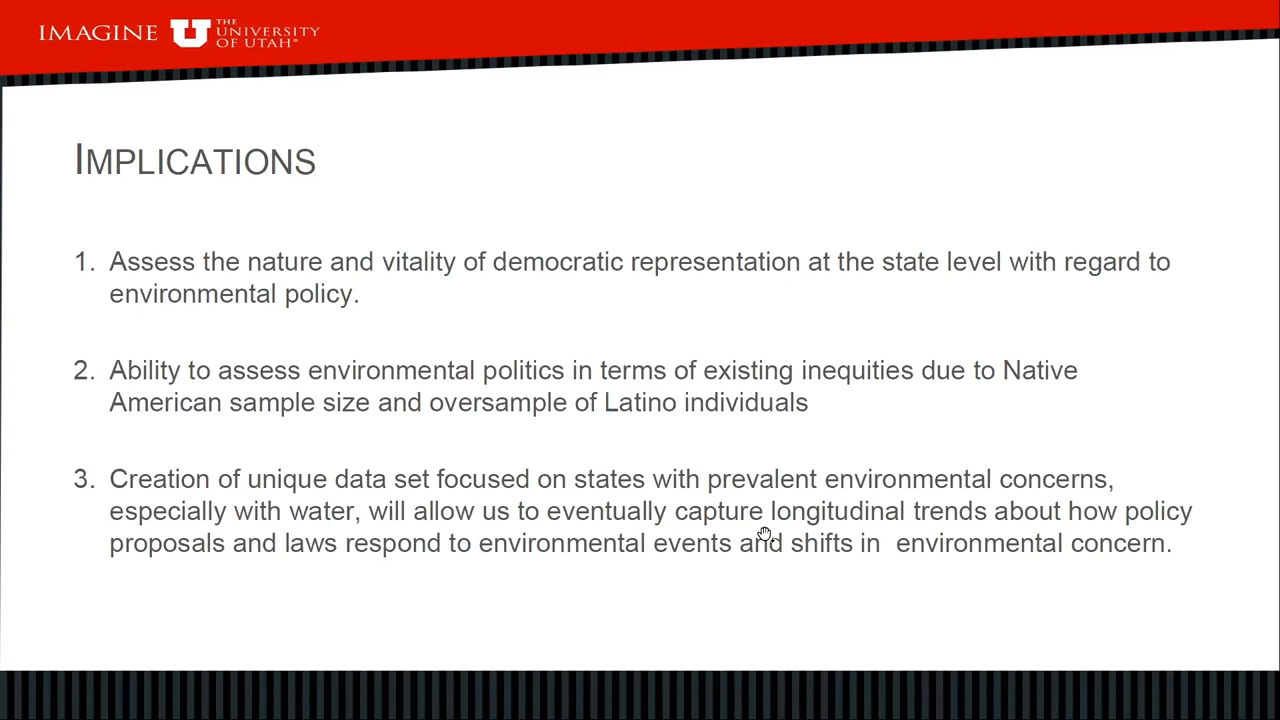 IMAGINE
THE
UNIVERSITY
OF UTAH®
IMPLICATIONS
1. Assess the nature and vitality of democratic representation at the state level with regard to
environmental policy.
2. Ability to assess environmental politics in terms of existing inequities due to Native
American sample size and oversample of Latino individuals
3. Creation of unique data set focused on states with prevalent environmental concerns,
especially with water, will allow us to eventually capture longitudinal trends about how policy
proposals and laws respond to environmental events and shifts in  environmental concern.